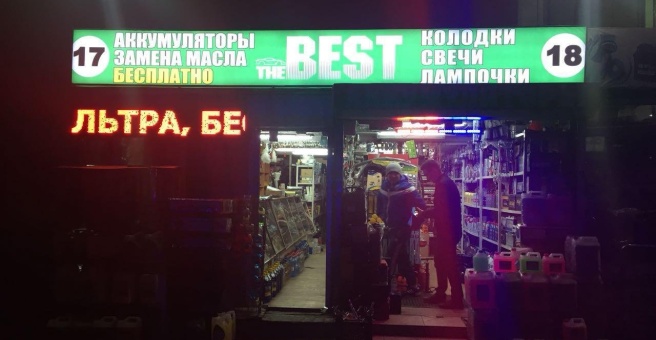 17
АККУМУЛЯТОРЫ
ЗАМЕНА МАСЛА
БЕСПЛАТНО
THE BEST
КОЛОДКИ
СВЕЧИ
ЛАМПОЧКИ
18
ЛЬТРА, БЕ